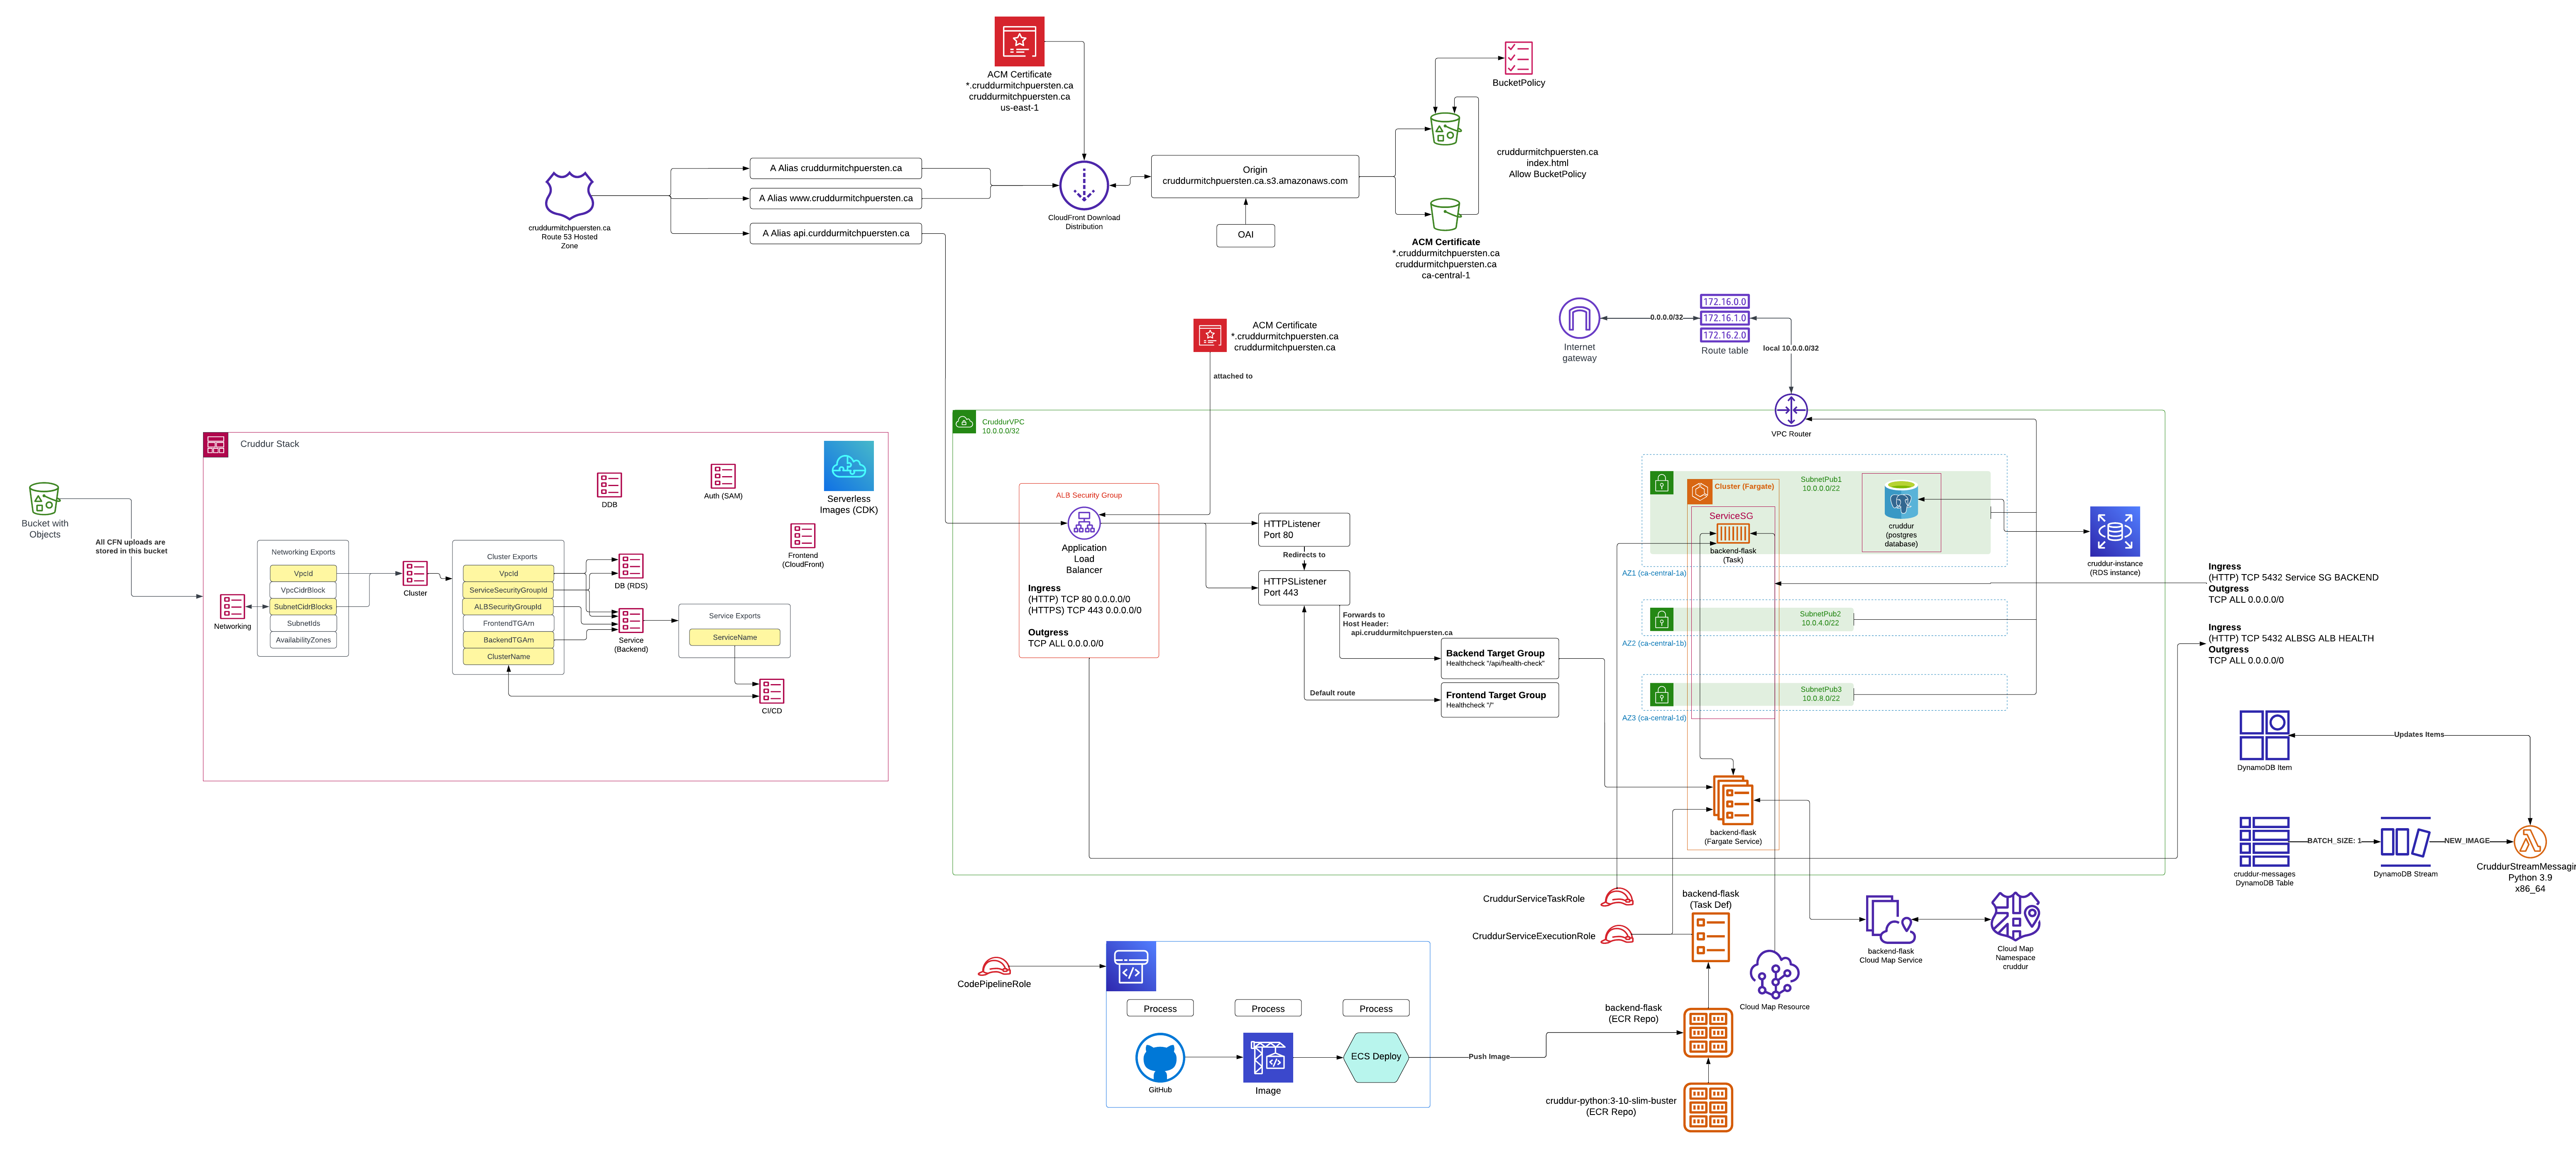 ACM Certificate
*.cruddurmitchpuersten.ca
cruddurmitchpuersten.ca
us-east-1
BucketPolicy
cruddurmitchpuersten.ca
Route 53 Hosted
Zone
A Alias cruddurmitchpuersten.ca
A Alias www.cruddurmitchpuersten.ca
A Alias api.curddurmitchpuersten.ca
CloudFront Download
Distribution
Origin
cruddurmitchpuersten.ca.s3.amazonaws.com
OAI
cruddurmitchpuersten.ca
index.html
Allow BucketPolicy
ACM Certificate
*.cruddurmitchpuersten.ca
cruddurmitchpuersten.ca
ca-central-1
ACM Certificate
*.cruddurmitchpuersten.ca
cruddurmitchpuersten.ca
attached to
Internet
gateway
0.0.0.0/32
172.16.0.0
172.16.1.0
172.16.2.0
Route table
local 10.0.0.0/32
VPC Router
Bucket with
Objects
All CFN uploads are
stored in this bucket
Cruddur Stack
DDB
Auth (SAM)
Serverless
Images (CDK)
Frontend
(CloudFront)
Networking
Networking Exports
VpcId
VpcCidrBlock
SubnetCidrBlocks
SubnetIds
AvailabilityZones
Cluster
Cluster Exports
VpcId
ServiceSecurityGroupId
ALBSecurityGroupId
FrontendTGArn
BackendTGArn
ClusterName
DB (RDS)
Service
(Backend)
Service Exports
ServiceName
CI/CD
CruddurVPC
10.0.0.0/32
ALB Security Group
Application
Load
Balancer
Ingress
(HTTP) TCP 80 0.0.0.0/0
(HTTPS) TCP 443 0.0.0.0/0
Outgress
TCP ALL 0.0.0.0/0
HTTPListener
Port 80
Redirects to
HTTPSListener
Port 443
Forwards to
Host Header:
api.cruddurmitchpuersten.ca
Default route
Backend Target Group
Healthcheck "/api/health-check"
Frontend Target Group
Healthcheck "/"
Cluster (Fargate)
ServiceSG
backend-flask
(Task)
SubnetPub1
10.0.0.0/22
cruddur
(postgres
database)
AZ1 (ca-central-1a)
SubnetPub2
10.0.4.0/22
AZ2 (ca-central-1b)
SubnetPub3
10.0.8.0/22
AZ3 (ca-central-1d)
backend-flask
(Fargate Service)
cruddur-instance
(RDS instance)
Ingress
(HTTP) TCP 5432 Service SG BACKEND
Outgress
TCP ALL 0.0.0.0/0
Ingress
(HTTP) TCP 5432 ALBSG ALB HEALTH
Outgress
TCP ALL 0.0.0.0/0
DynamoDB Item
Updates Items
cruddur-messages
DynamoDB Table
BATCH_SIZE: 1
DynamoDB Stream
NEW_IMAGE
CruddurStreamMessagin
Python 3.9
x86_64
CruddurServiceTaskRole
CruddurServiceExecutionRole
backend-flask
(Task Def)
Cloud Map Resource
backend-flask
Cloud Map Service
Cloud Map
Namespace
cruddur
CodePipelineRole
Process
Process
Process
GitHub
Image
ECS Deploy
Push Image
backend-flask
(ECR Repo)
cruddur-python:3-10-slim-buster
(ECR Repo)